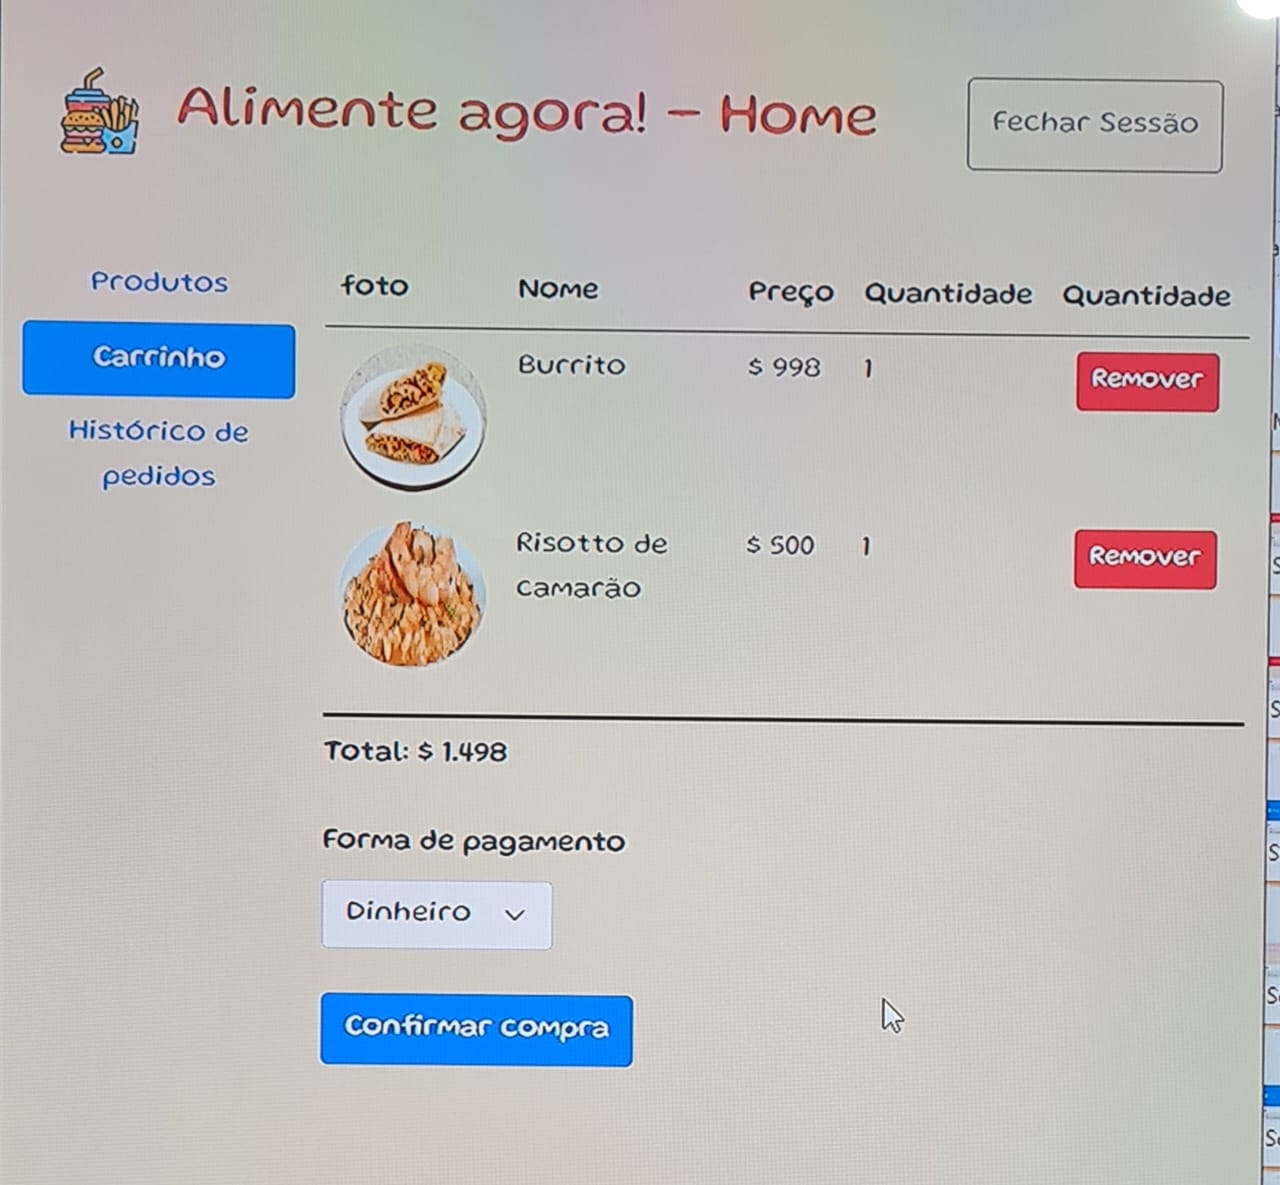 Alimente agora! – Home
Fechar Sessão
Produtos
Carrinho
Histórico de
pedidos
foto Nome Preço Quantidade Quantidade
Burrito $ 998 1 Remover
Risotto de $ 500 1 Remover
camarão
Total: $ 1.498
Forma de pagamento
Dinheiro
Confirmar compra